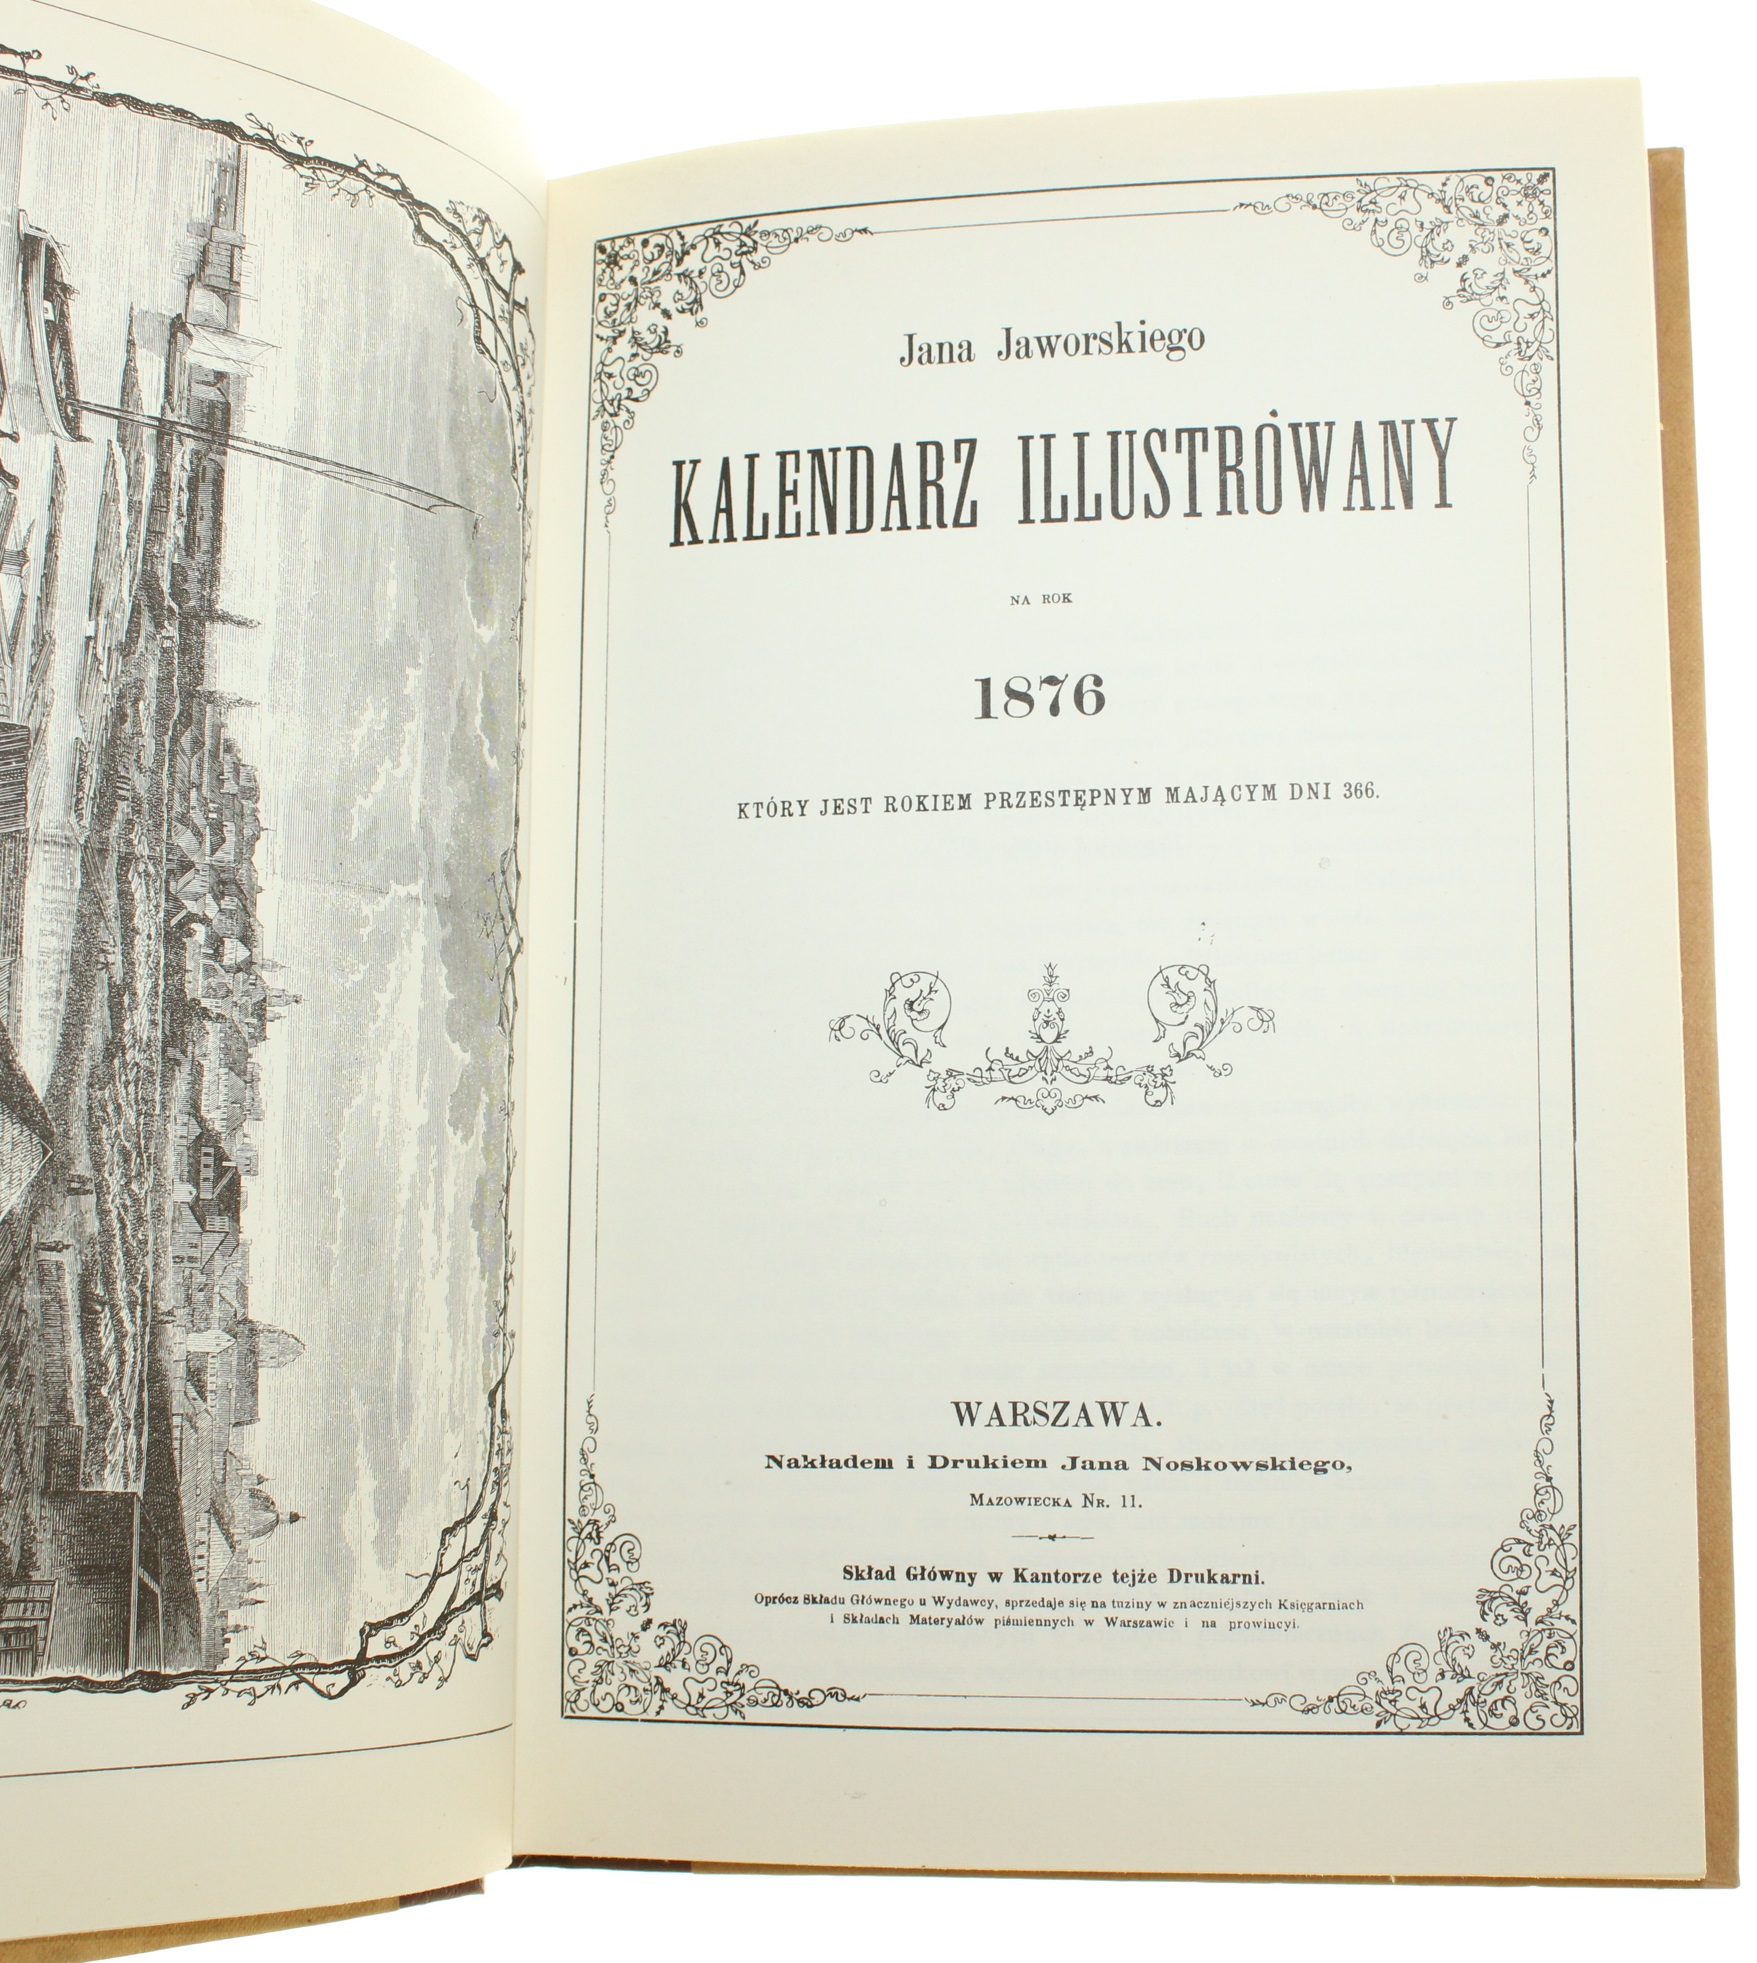 Jana Jaworskiego
KALENDARZ ILLUSTRÓWANY
NA ROK
1876
KTÓRY JEST ROKIEM PRZESTĘPNYM MAJĄCYM DNI 366.
WARSZAWA.
Nakładem i Drukiem Jana Noskowskiego,
MAZOWIECKA NR. 11.
Skład Główny w Kantorze tejże Drukarni.
Oprócz Składu Głównego u Wydawcy, sprzedaje się na tuziny w znaczniejszych Księgarniach
i Składach Materyałów piśmiennych w Warszawie i na prowincyi.